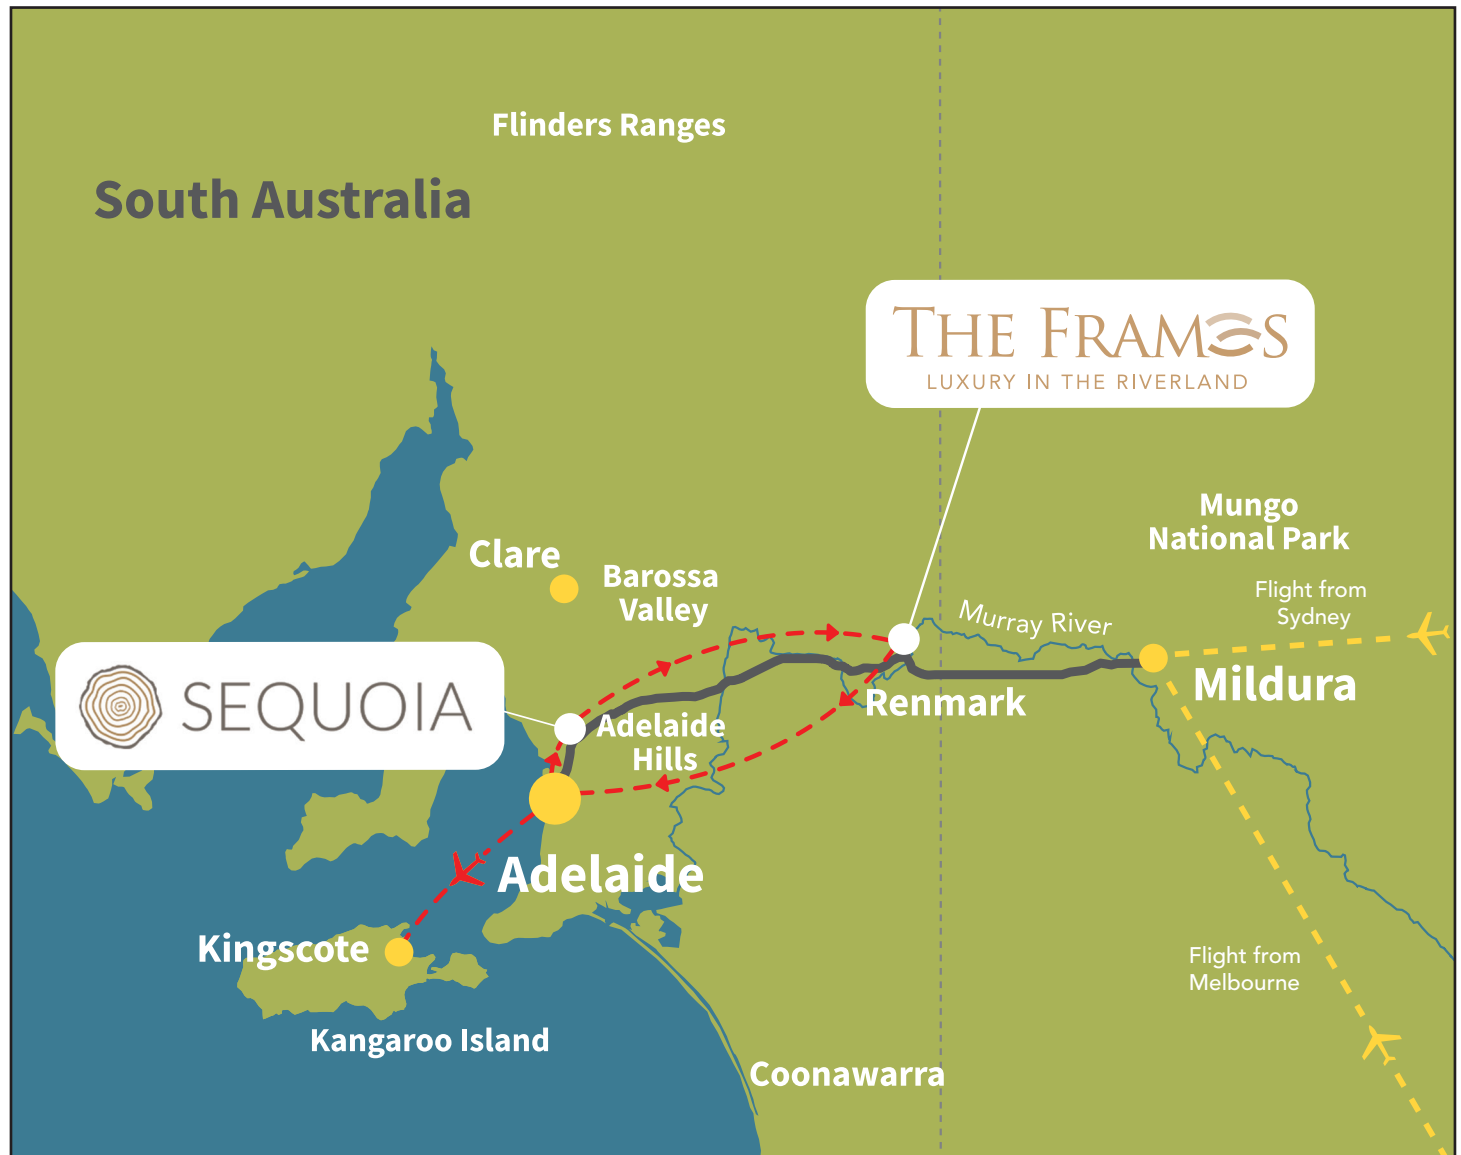 Flinders Ranges
South Australia
THE FRAMES
LUXURY IN THE RIVERLAND
Mungo
National Park
Clare
Barossa
Valley
Flight from
Sydney
Murray River
SEQUOIA
Mildura
Renmark
Adelaide
Hills
Adelaide
Kingscote
Flight from
Melbourne
Kangaroo Island
Coonawarra